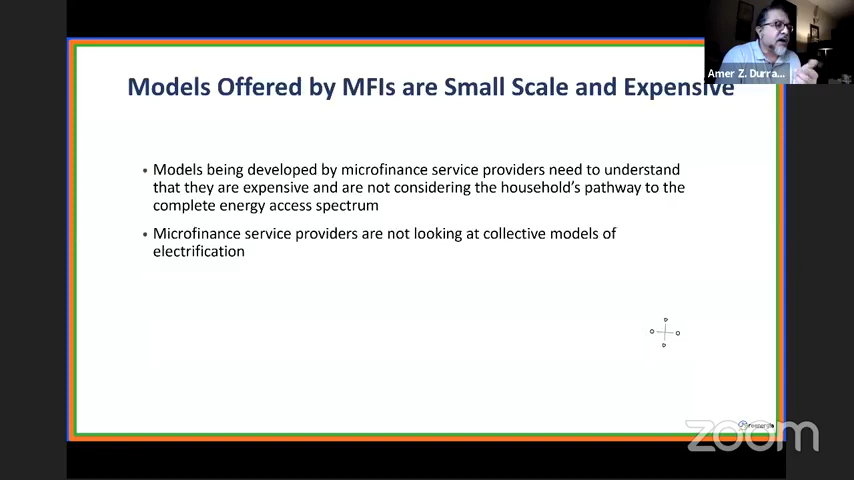 Amer Z. Durra...
Models Offered by MFIs are Small Scale and Expensive
• Models being developed by microfinance service providers need to understand
that they are expensive and are not considering the household's pathway to the
complete energy access spectrum
• Microfinance service providers are not looking at collective models of
electrification
zoom